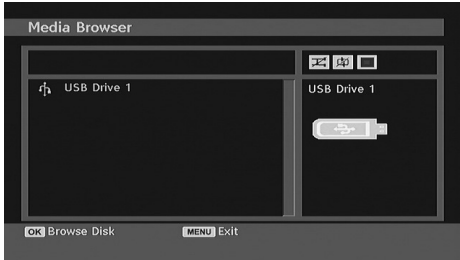 Media Browser
USB Drive 1
USB Drive 1
OK Browse Disk MENU Exit